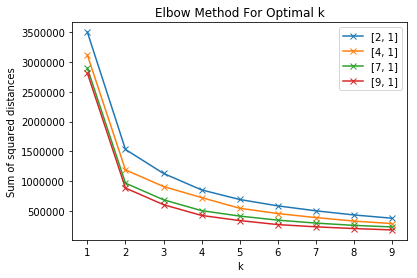 Elbow Method For Optimal k
Sum of squared distances
3500000
3000000
2500000
2000000
1500000
1000000
500000
1 2 3 4 5 6 7 8 9
k
[2, 1]
[4, 1]
[7, 1]
[9, 1]